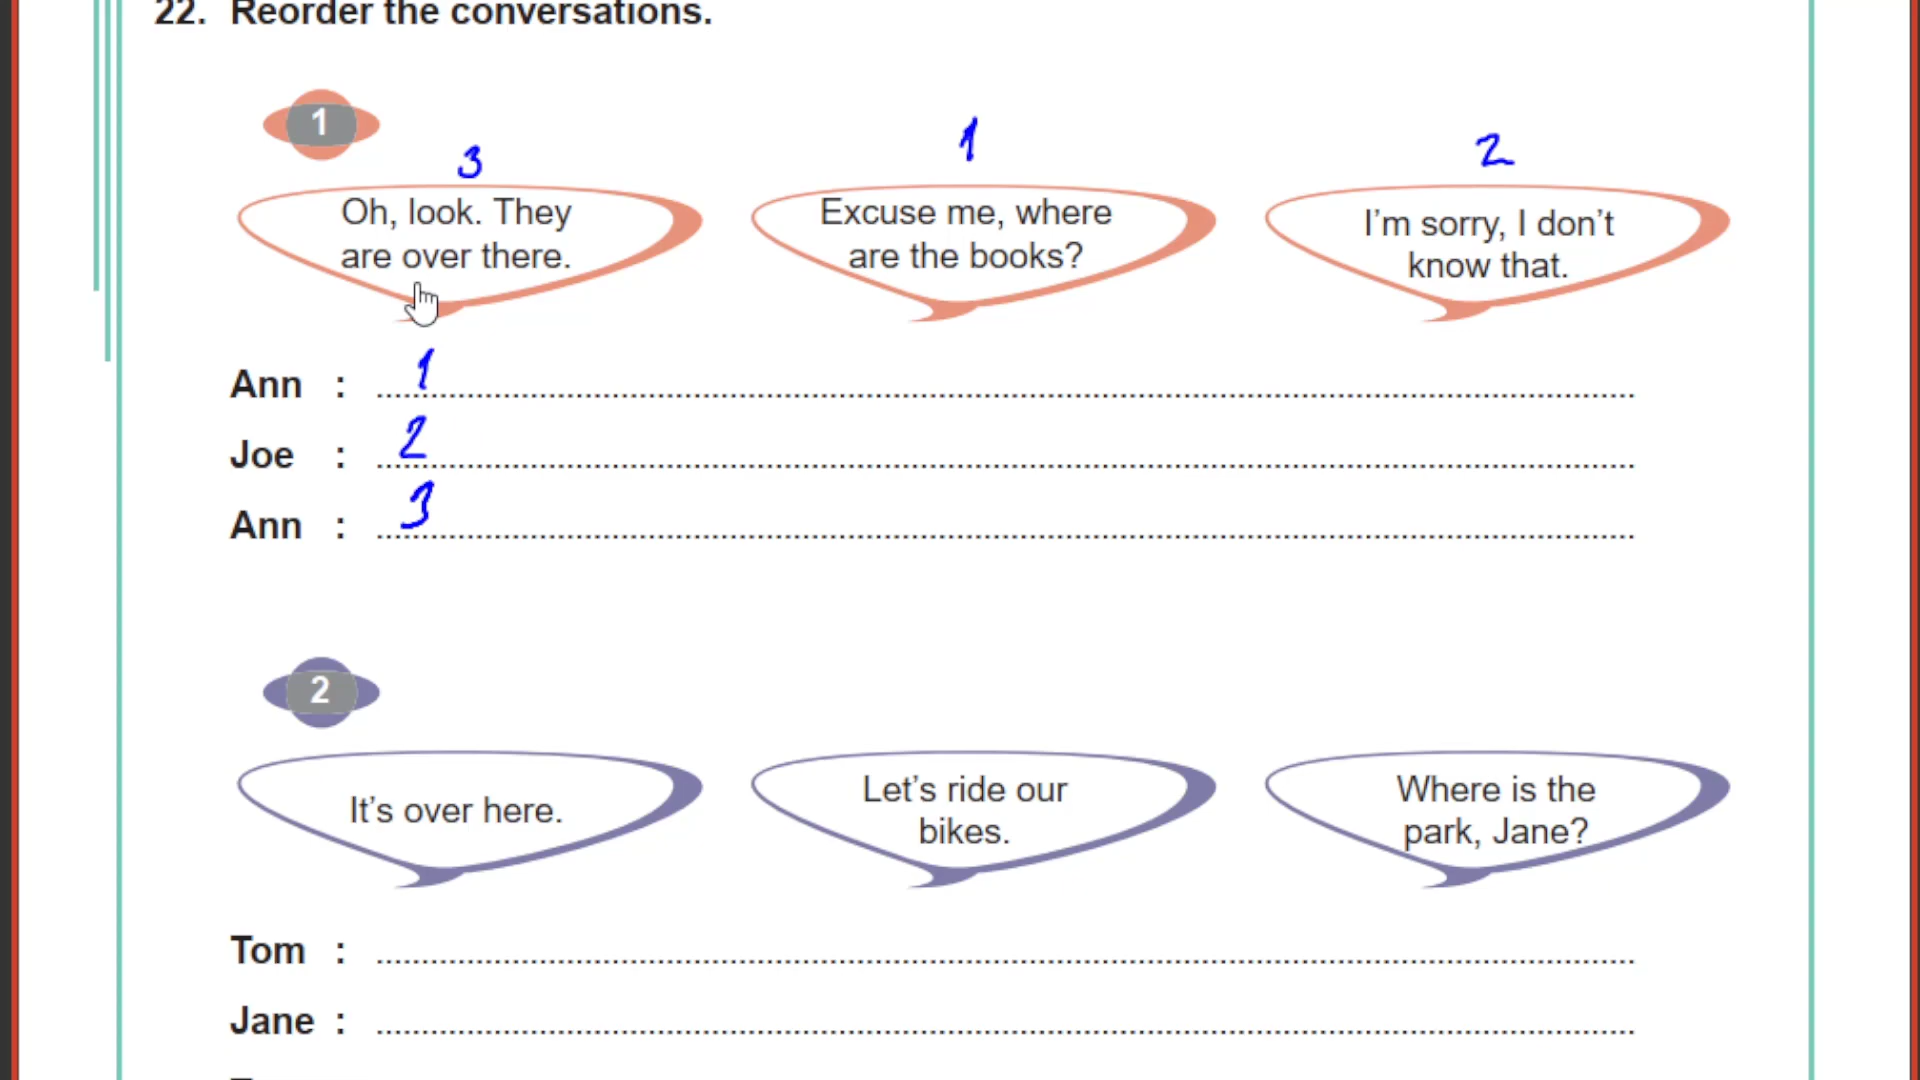 22. Reorder the conversations.
1
3
1
2
Oh, look. They
are over there.
Excuse me, where
are the books?
I'm sorry, I don't
know that.
Ann : 1
Joe : 2
Ann : 3
2
It's over here.
Let's ride our
bikes.
Where is the
park, Jane?
Tom :
Jane :